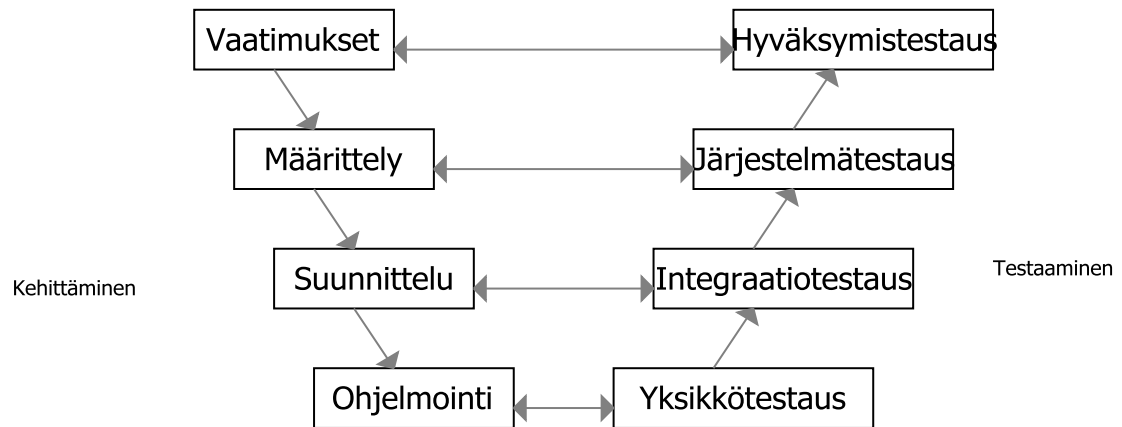 Vaatimukset
Hyväksymistestaus
Määrittely
Järjestelmätestaus
Suunnittelu
Integraatiotestaus
Kehittäminen
Testaaminen
Ohjelmointi
Yksikkötestaus